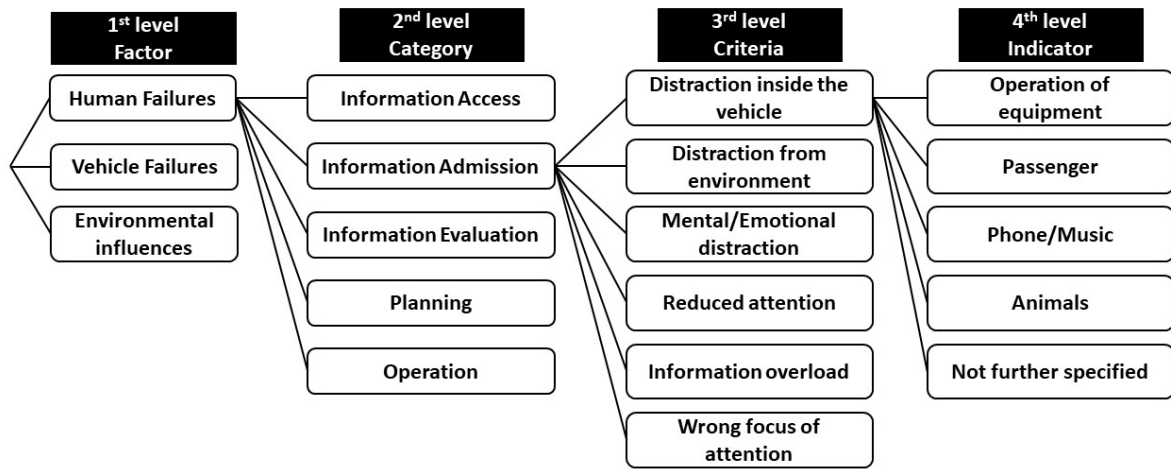 1st level
Factor
Human Failures
Vehicle Failures
Environmental
influences
2nd level
Category
Information Access
Information Admission
Information Evaluation
Planning
Operation
3rd level
Criteria
Distraction inside the
vehicle
Distraction from
environment
Mental/Emotional
distraction
Reduced attention
Information overload
Wrong focus of
attention
4th level
Indicator
Operation of
equipment
Passenger
Phone/Music
Animals
Not further specified